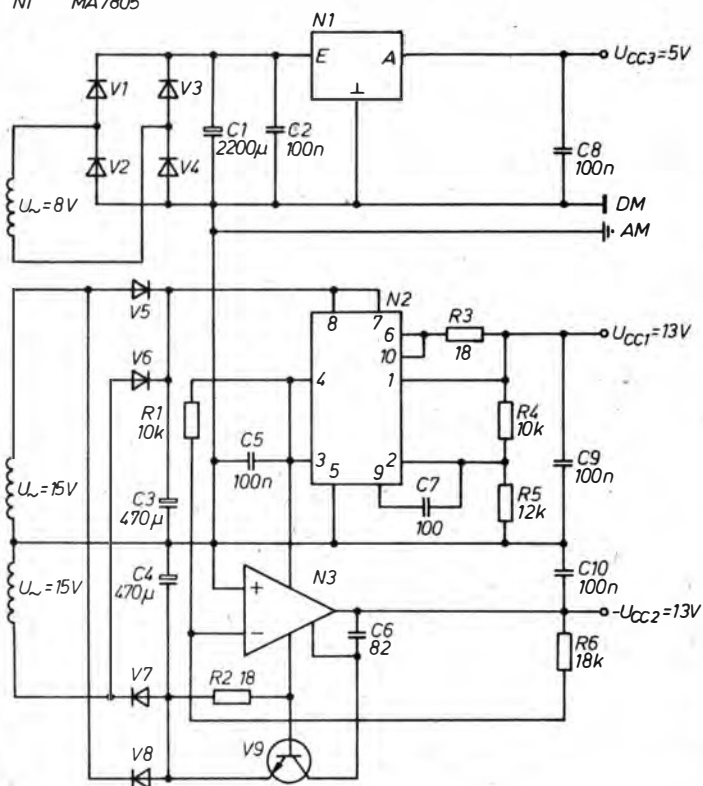 N1 MA7805
N1
E A
⊥
U_CC3=5V
V1 V3
V2 V4
C1
2200μ
C2
100n
C8
100n
U~=8V
DM
AM
V5
V6
N2
8 7
6
10
4 1
3 2
5 9
R3
18
U_CC1=13V
R1
10k
R4
10k
C5
100n
C7
100
R5
12k
C9
100n
U~=15V
C3
470μ
U~=15V
C4
470μ
N3
+
−
C10
100n
C6
82
-U_CC2=13V
R6
18k
V7
R2 18
V9
V8